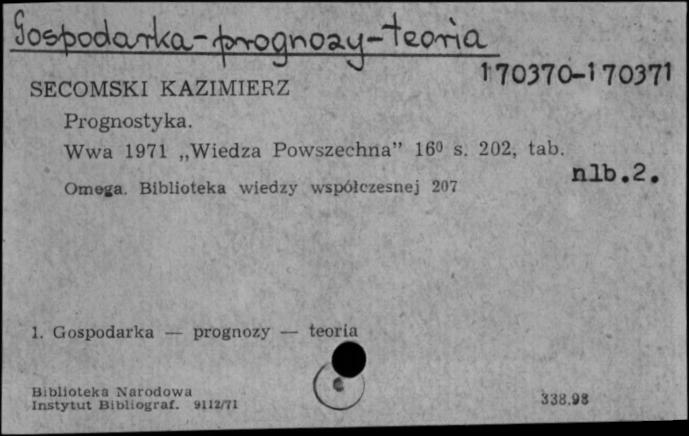 Gospodarka-prognozy-teoria
170370-170371
SECOMSKI KAZIMIERZ
Prognostyka.
Wwa 1971 „Wiedza Powszechna” 16⁰ s. 202, tab.
nlb.2.
Omega. Biblioteka wiedzy współczesnej 207
1. Gospodarka — prognozy — teoria
Biblioteka Narodowa
Instytut Bibliograf. 9112/71
338.98